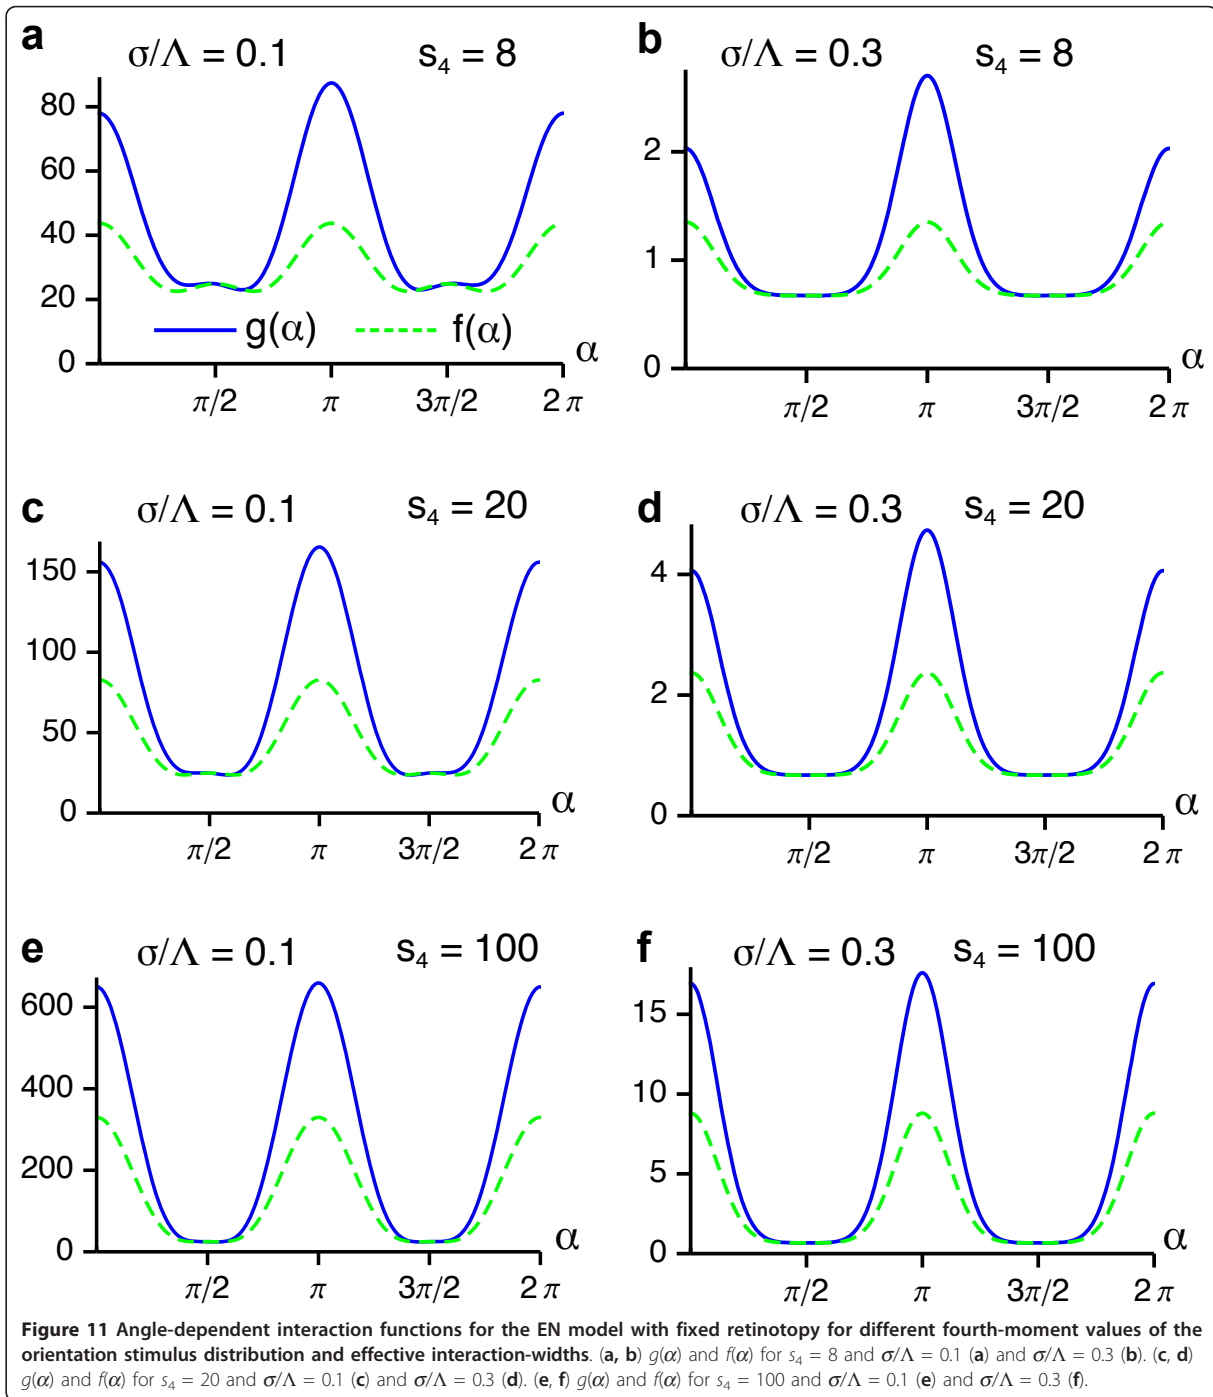 a
σ/Λ = 0.1 s₄ = 8
80
60
40
20
0
g(α) f(α)
π/2 π 3π/2 2 π α
b
σ/Λ = 0.3 s₄ = 8
2
1
0
π/2 π 3π/2 2 π α
c
σ/Λ = 0.1 s₄ = 20
150
100
50
0
π/2 π 3π/2 2 π α
d
σ/Λ = 0.3 s₄ = 20
4
2
0
π/2 π 3π/2 2 π α
e
σ/Λ = 0.1 s₄ = 100
600
400
200
0
π/2 π 3π/2 2 π α
f
σ/Λ = 0.3 s₄ = 100
15
10
5
0
π/2 π 3π/2 2 π α
Figure 11 Angle-dependent interaction functions for the EN model with fixed retinotopy for different fourth-moment values of the
orientation stimulus distribution and effective interaction-widths. (a, b) g(α) and f(α) for s₄ = 8 and σ/Λ = 0.1 (a) and σ/Λ = 0.3 (b). (c, d)
g(α) and f(α) for s₄ = 20 and σ/Λ = 0.1 (c) and σ/Λ = 0.3 (d). (e, f) g(α) and f(α) for s₄ = 100 and σ/Λ = 0.1 (e) and σ/Λ = 0.3 (f).